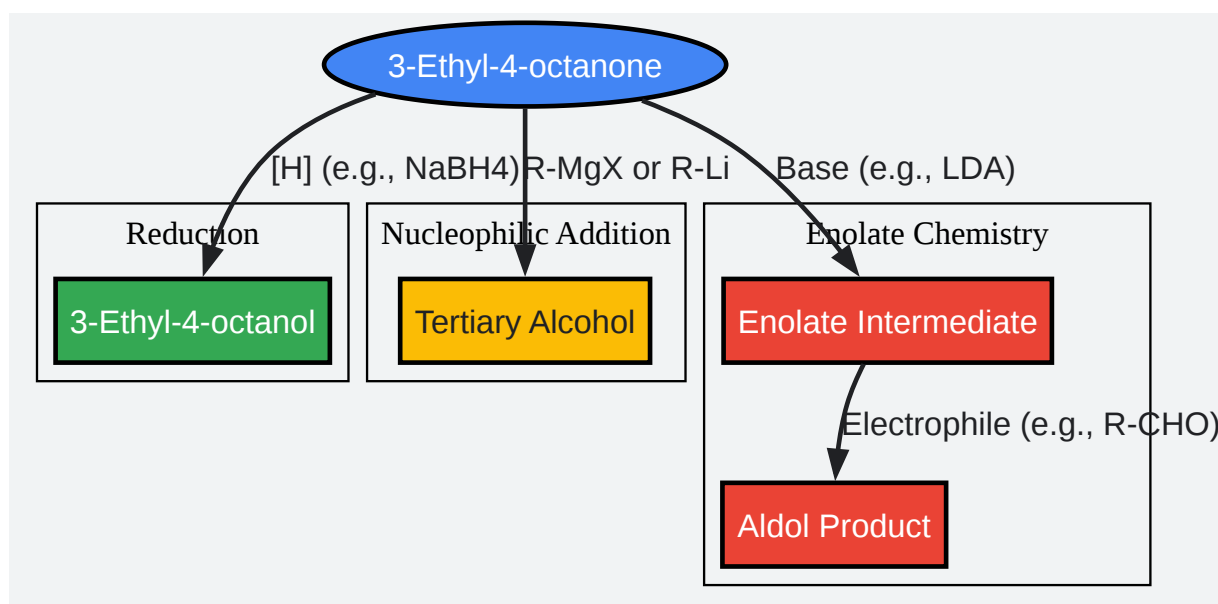 3-Ethyl-4-octanone
[H] (e.g., NaBH4)
R-MgX or R-Li
Base (e.g., LDA)
Reduction
Nucleophilic Addition
Enolate Chemistry
3-Ethyl-4-octanol
Tertiary Alcohol
Enolate Intermediate
Electrophile (e.g., R-CHO)
Aldol Product